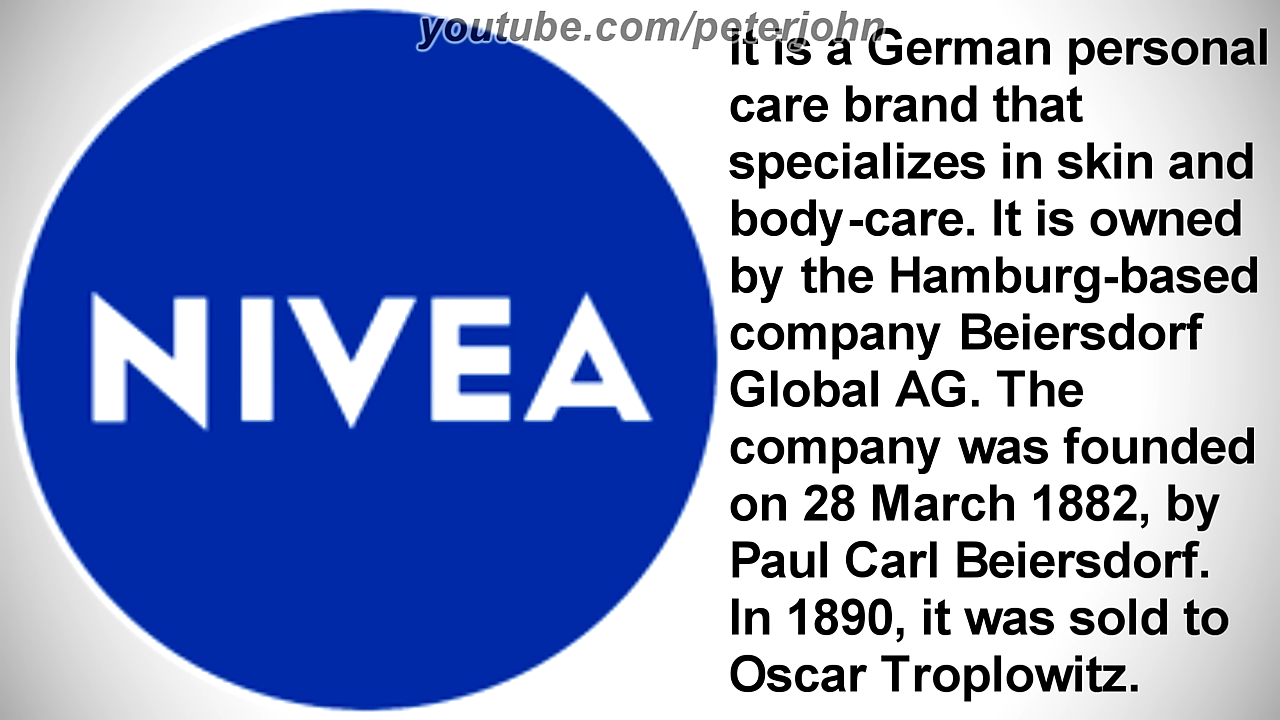 youtube.com/peterjohn
NIVEA
It is a German personal
care brand that
specializes in skin and
body-care. It is owned
by the Hamburg-based
company Beiersdorf
Global AG. The
company was founded
on 28 March 1882, by
Paul Carl Beiersdorf.
In 1890, it was sold to
Oscar Troplowitz.